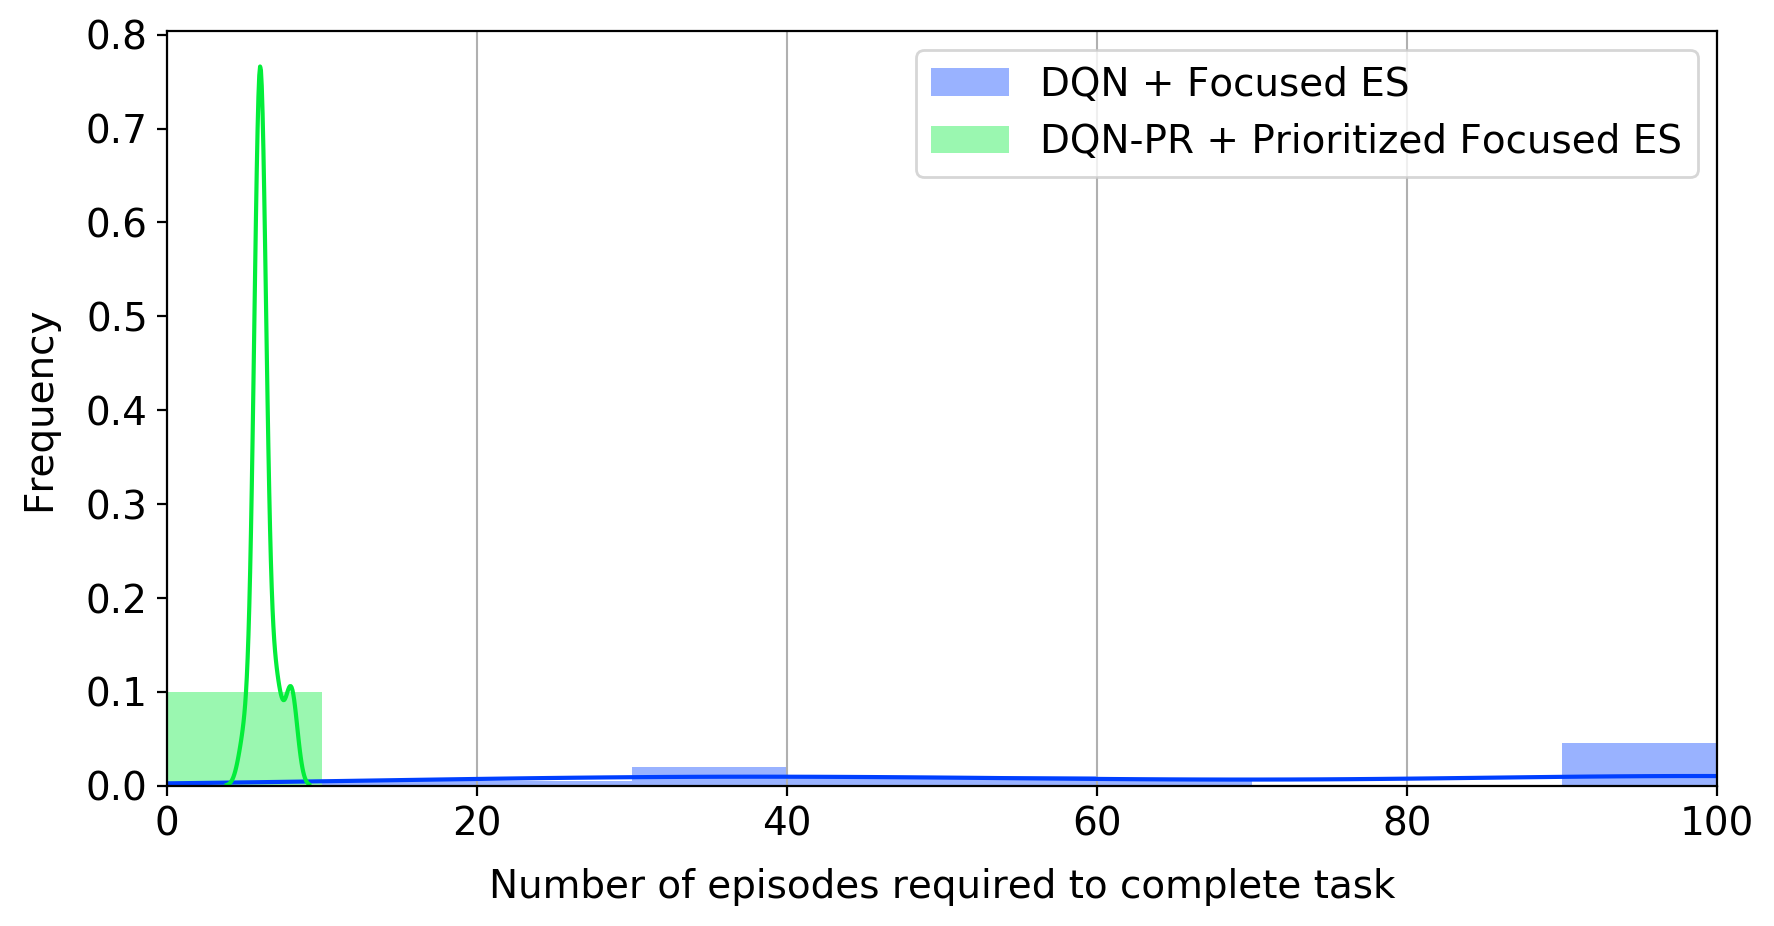 0.8
0.7
0.6
0.5
0.4
0.3
0.2
0.1
0.0
Frequency
DQN + Focused ES
DQN-PR + Prioritized Focused ES
0 20 40 60 80 100
Number of episodes required to complete task